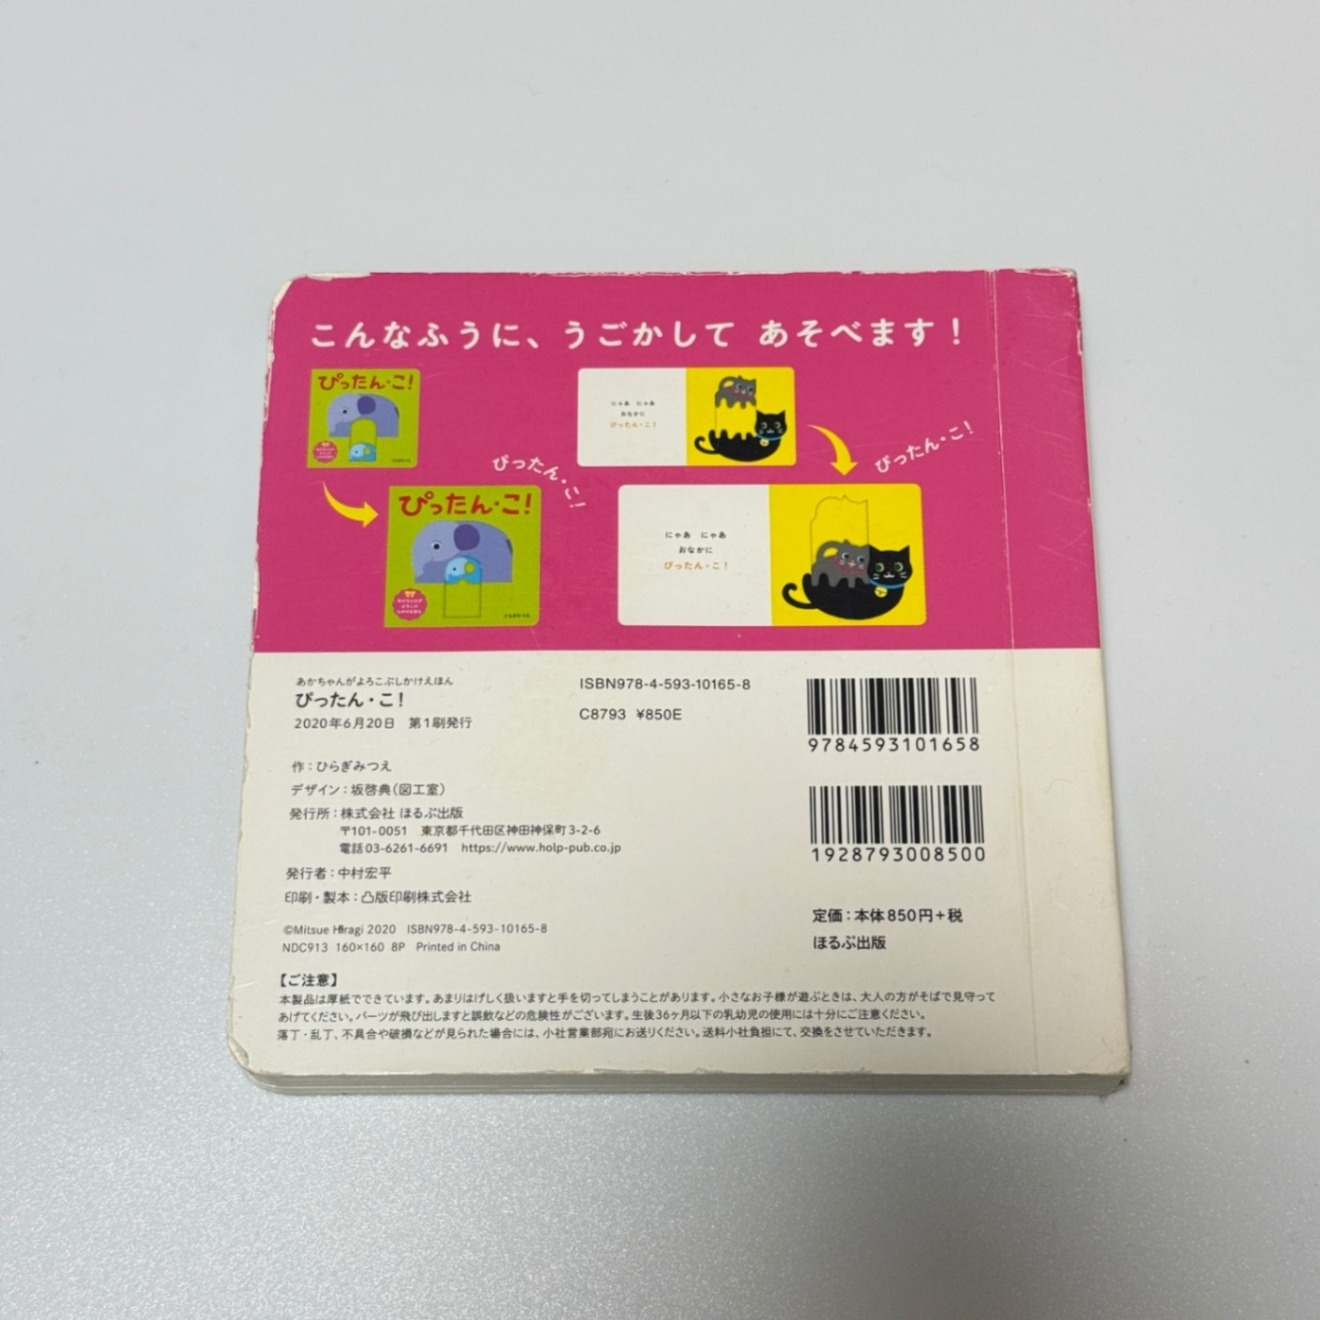 こんなふうに、うごかして あそべます！
ぴったん・こ！
ぴったん・こ！
ぴったん・こ！
にゃあ にゃあ
おなかに
ぴったん・こ！
ぴったん・こ！
にゃあ にゃあ
おなかに
ぴったん・こ！
あかちゃんがよろこぶしかけえほん
ぴったん・こ！
2020年6月20日 第1刷発行
作：ひらぎみつえ
デザイン：坂啓典（図工室）
発行所：株式会社 ほるぷ出版
〒101-0051 東京都千代田区神田神保町3-2-6
電話03-6261-6691 https://www.holp-pub.co.jp
発行者：中村宏平
印刷・製本：凸版印刷株式会社
©Mitsue Hiragi 2020 ISBN978-4-593-10165-8
NDC913 160×160 8P Printed in China
ISBN978-4-593-10165-8
C8793 ¥850E
9784593101658
1928793008500
定価：本体850円+税
ほるぷ出版
【ご注意】
本製品は厚紙でできています。あまりはげしく扱いますと手を切ってしまうことがあります。小さなお子様が遊ぶときは、大人の方がそばで見守って
あげてください。パーツが飛び出しますと誤飲などの危険性がございます。生後36ヶ月以下の乳幼児の使用には十分にご注意ください。
落丁・乱丁、不具合や破損などが見られた場合には、小社営業部宛にお送りください。送料小社負担にて、交換をさせていただきます。